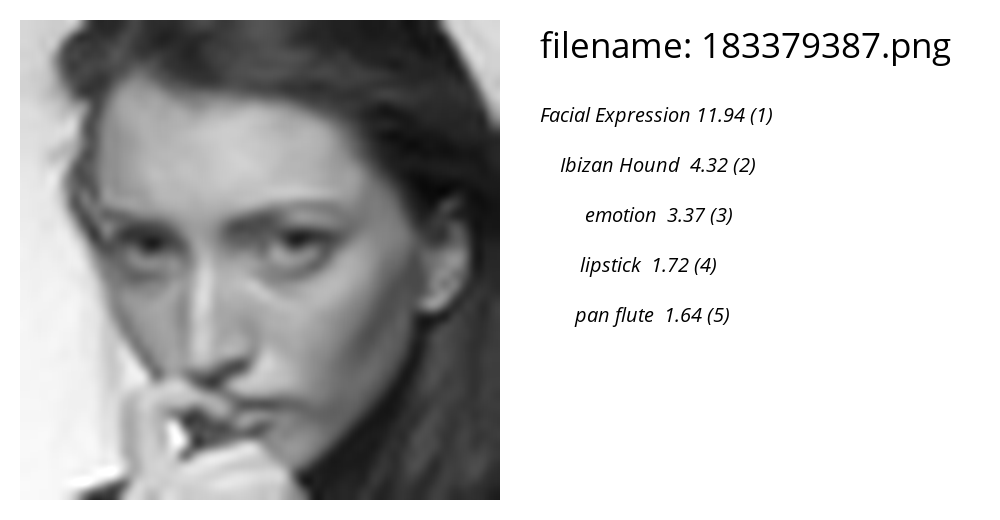 filename: 183379387.png
Facial Expression 11.94 (1)
Ibizan Hound 4.32 (2)
emotion 3.37 (3)
lipstick 1.72 (4)
pan flute 1.64 (5)